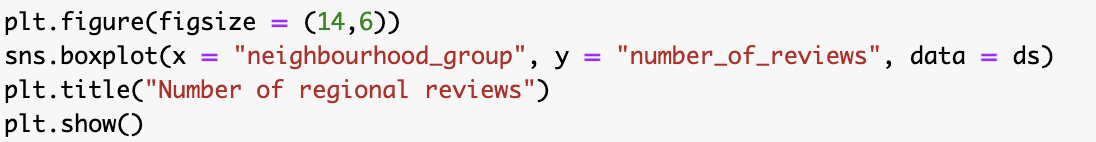 plt.figure(figsize = (14,6))
sns.boxplot(x = "neighbourhood_group", y = "number_of_reviews", data = ds)
plt.title("Number of regional reviews")
plt.show()